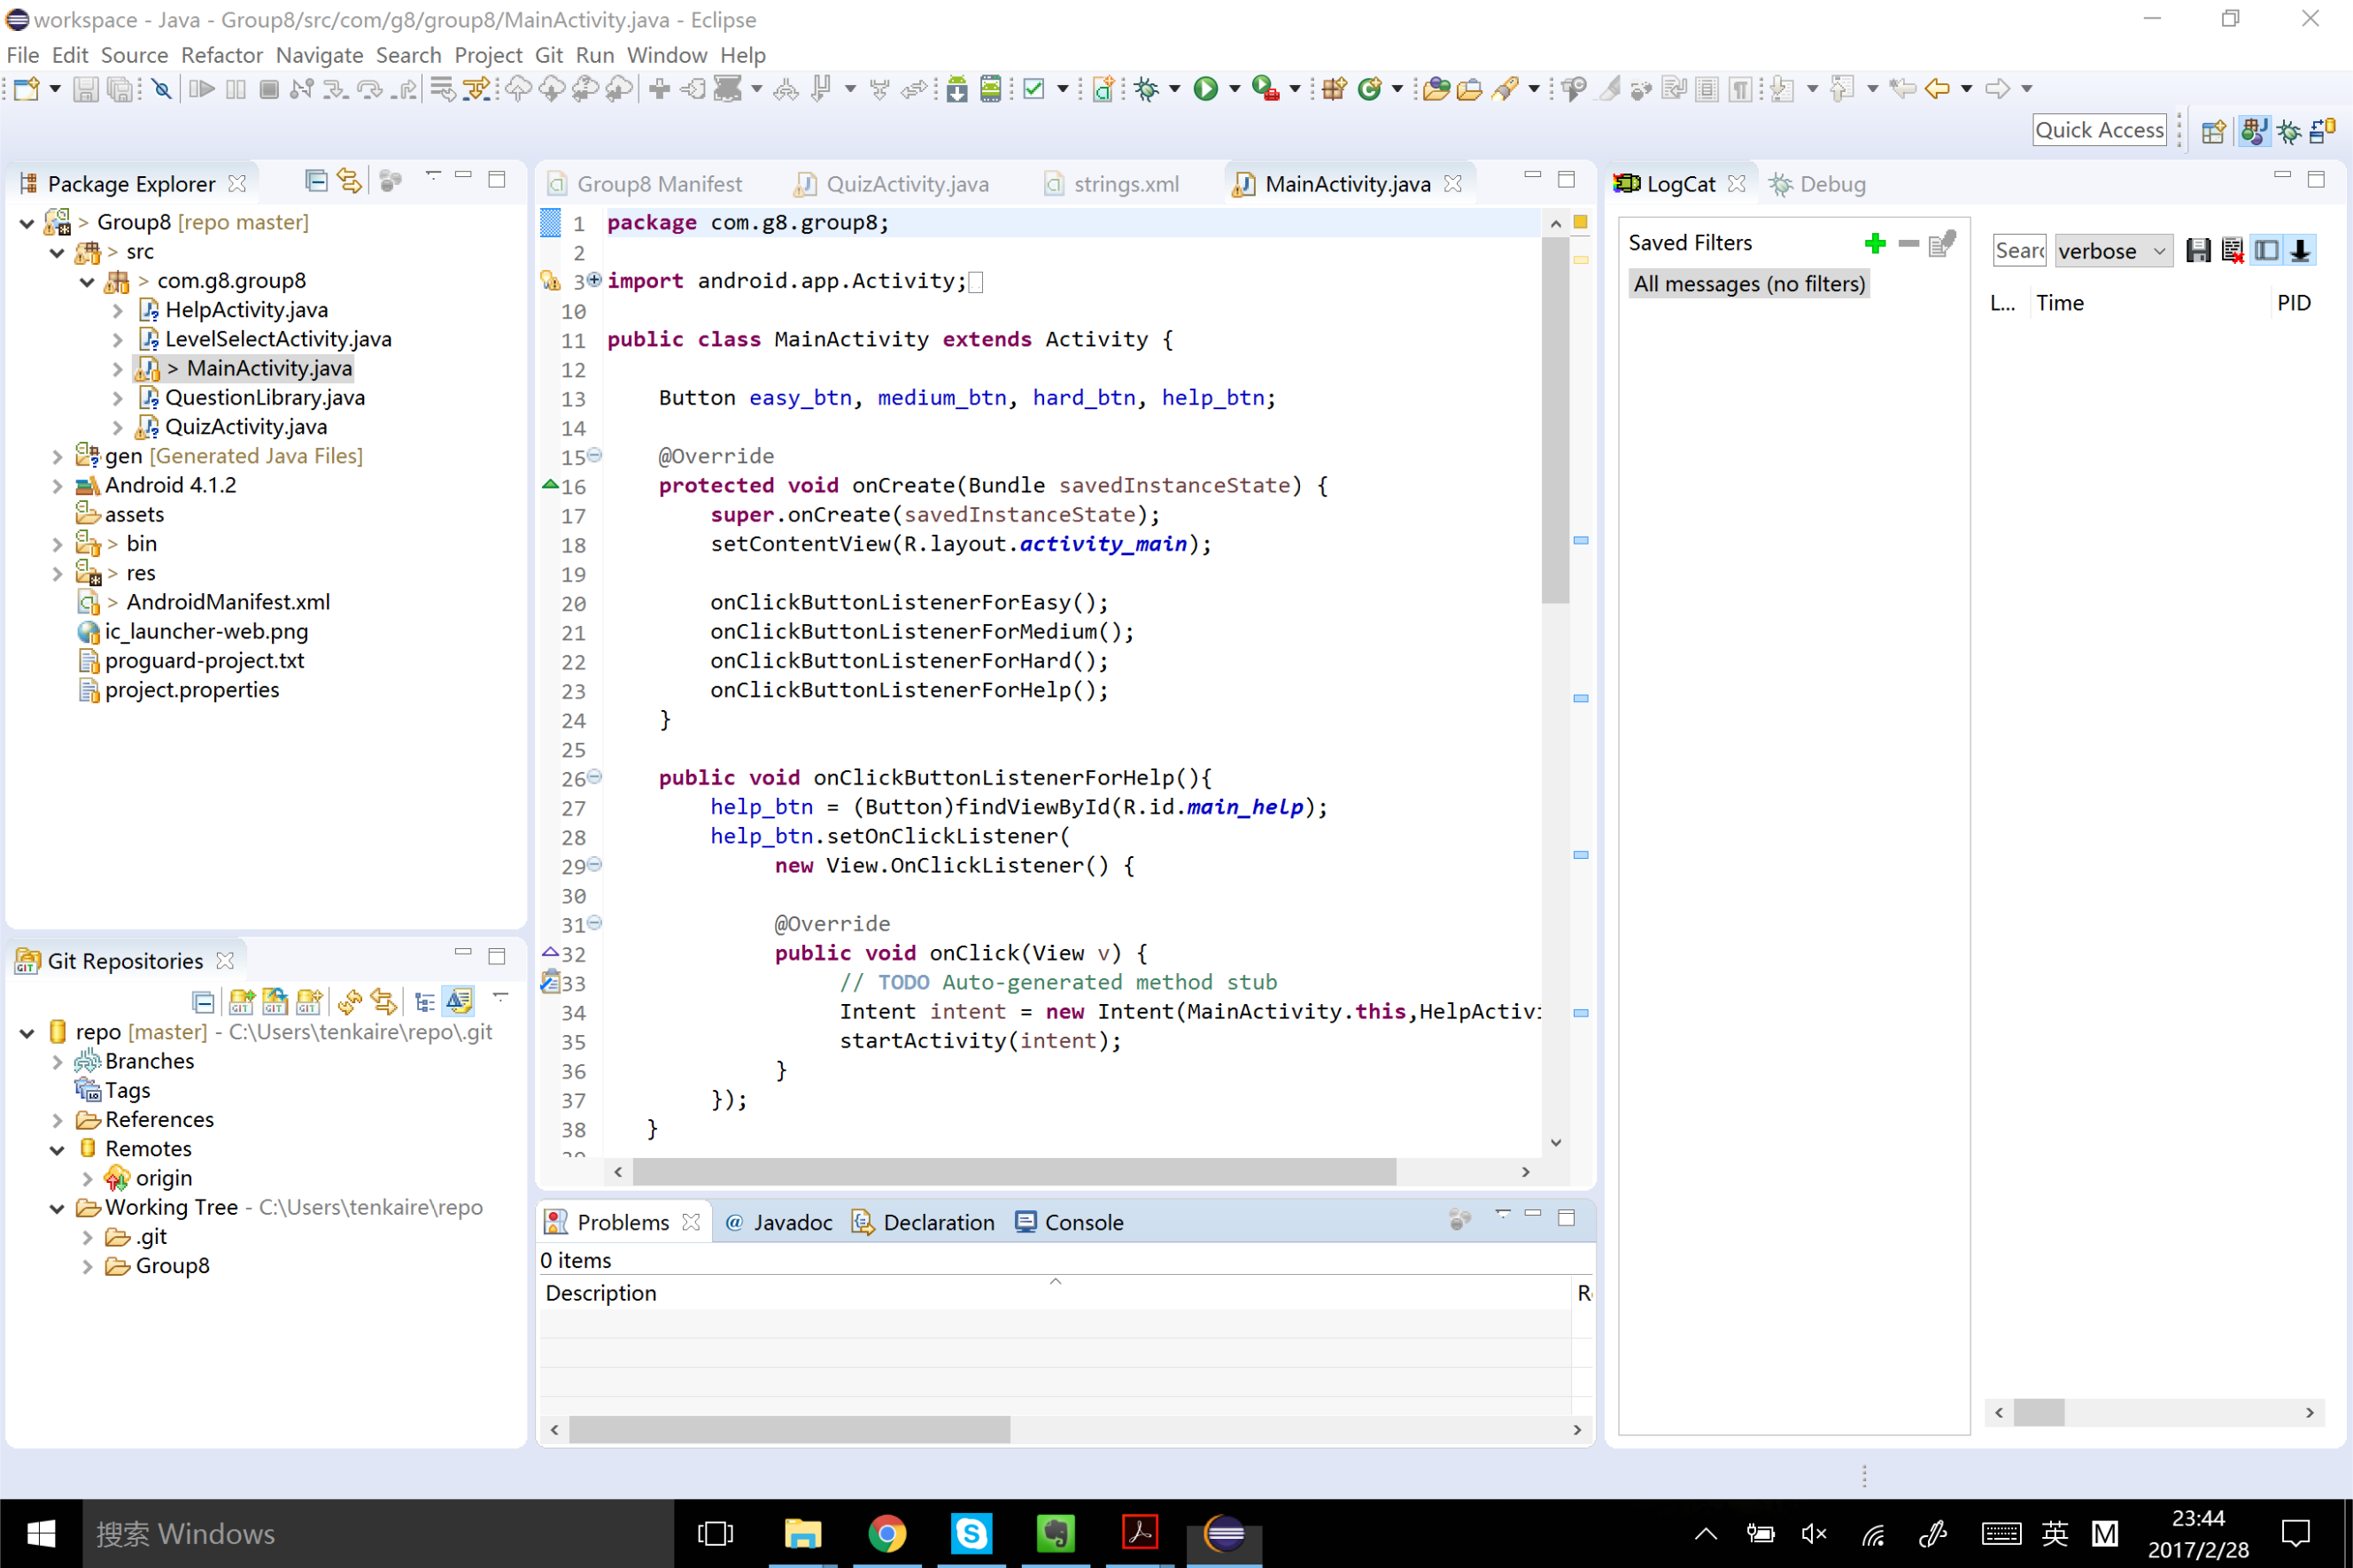 workspace - Java - Group8/src/com/g8/group8/MainActivity.java - Eclipse
File Edit Source Refactor Navigate Search Project Git Run Window Help
Quick Access
Package Explorer
> Group8 [repo master]
> src
> com.g8.group8
HelpActivity.java
LevelSelectActivity.java
> MainActivity.java
QuestionLibrary.java
QuizActivity.java
gen [Generated Java Files]
Android 4.1.2
assets
> bin
> res
> AndroidManifest.xml
ic_launcher-web.png
proguard-project.txt
project.properties
Git Repositories
repo [master] - C:\Users\tenkaire\repo\.git
Branches
Tags
References
Remotes
origin
Working Tree - C:\Users\tenkaire\repo
.git
Group8
Group8 Manifest QuizActivity.java strings.xml MainActivity.java
1 package com.g8.group8;
2
3 import android.app.Activity;
10
11 public class MainActivity extends Activity {
12
13 Button easy_btn, medium_btn, hard_btn, help_btn;
14
15 @Override
16 protected void onCreate(Bundle savedInstanceState) {
17 super.onCreate(savedInstanceState);
18 setContentView(R.layout.activity_main);
19
20 onClickButtonListenerForEasy();
21 onClickButtonListenerForMedium();
22 onClickButtonListenerForHard();
23 onClickButtonListenerForHelp();
24 }
25
26 public void onClickButtonListenerForHelp(){
27 help_btn = (Button)findViewById(R.id.main_help);
28 help_btn.setOnClickListener(
29 new View.OnClickListener() {
30
31 @Override
32 public void onClick(View v) {
33 // TODO Auto-generated method stub
34 Intent intent = new Intent(MainActivity.this,HelpActivi
35 startActivity(intent);
36 }
37 });
38 }
Problems @ Javadoc Declaration Console
0 items
Description
LogCat Debug
Saved Filters
All messages (no filters)
Searc verbose
L... Time PID
搜索 Windows
英 M
23:44
2017/2/28